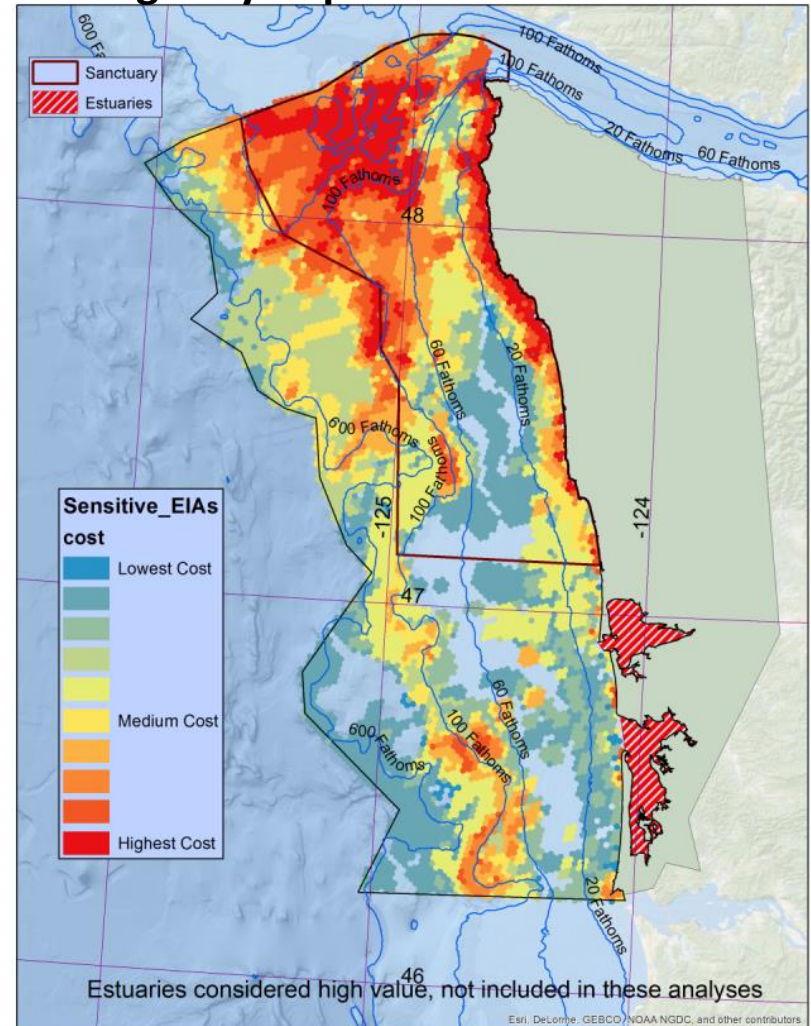 600 Fathoms
100 Fathoms
100 Fathoms
Sanctuary
Estuaries
20 Fathoms
60 Fathoms
100 Fathoms
48
60 Fathoms
20 Fathoms
600 Fathoms
100 Fathoms
-125
-124
Sensitive_EIAs
cost
Lowest Cost
Medium Cost
Highest Cost
47
60 Fathoms
100 Fathoms
600 Fathoms
20 Fathoms
46
Estuaries considered high value, not included in these analyses
Esri, DeLorme, GEBCO, NOAA NGDC, and other contributors